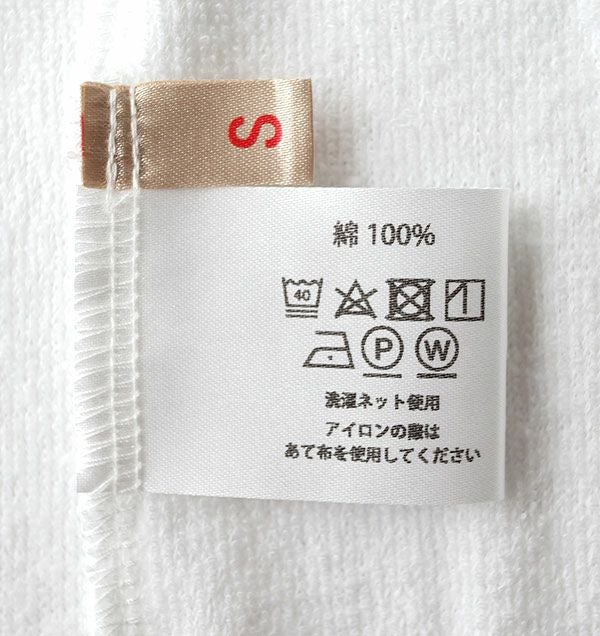 S
綿 100%
40
P W
洗濯ネット使用
アイロンの際は
あて布を使用してください